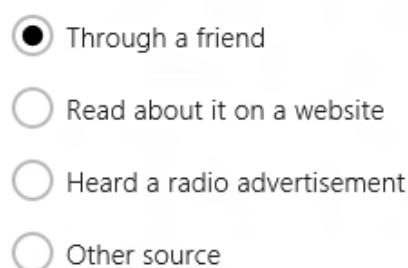 Through a friend
Read about it on a website
Heard a radio advertisement
Other source